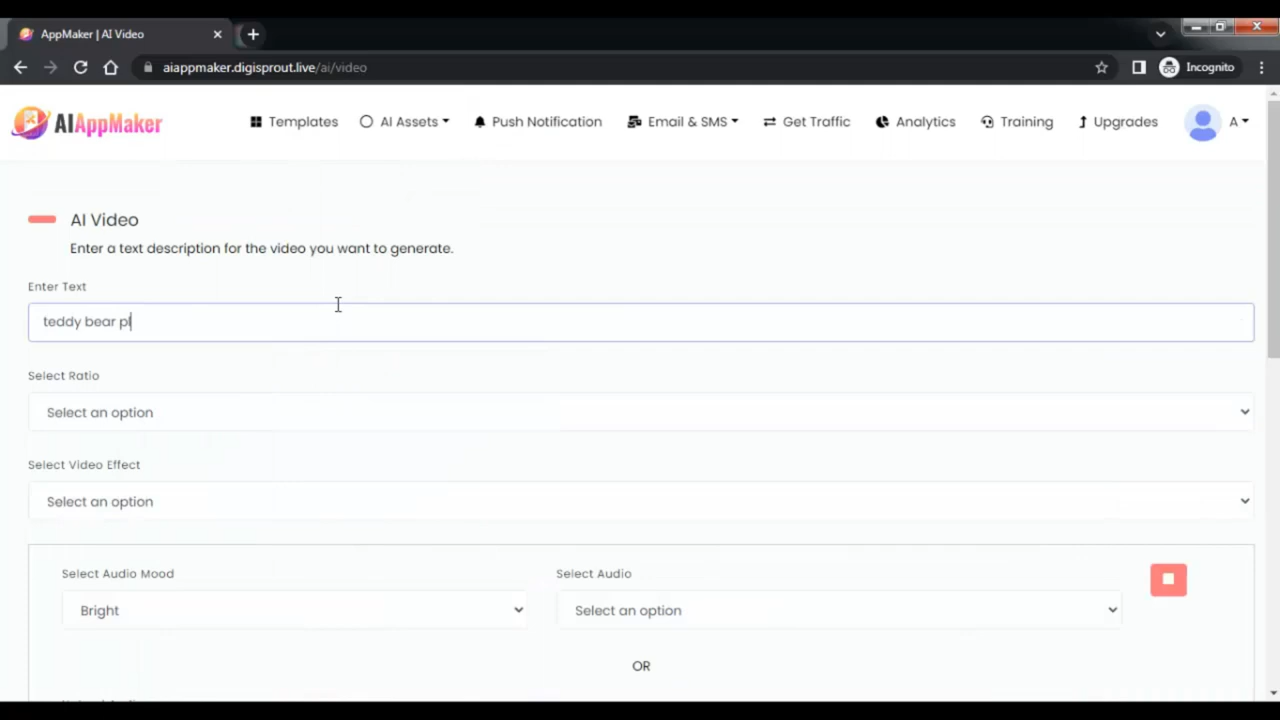 AppMaker | AI Video
aiappmaker.digisprout.live/ai/video
Incognito
AIAppMaker
Templates
AI Assets
Push Notification
Email & SMS
Get Traffic
Analytics
Training
Upgrades
A
AI Video
Enter a text description for the video you want to generate.
Enter Text
teddy bear pl
Select Ratio
Select an option
Select Video Effect
Select an option
Select Audio Mood
Select Audio
Bright
Select an option
OR